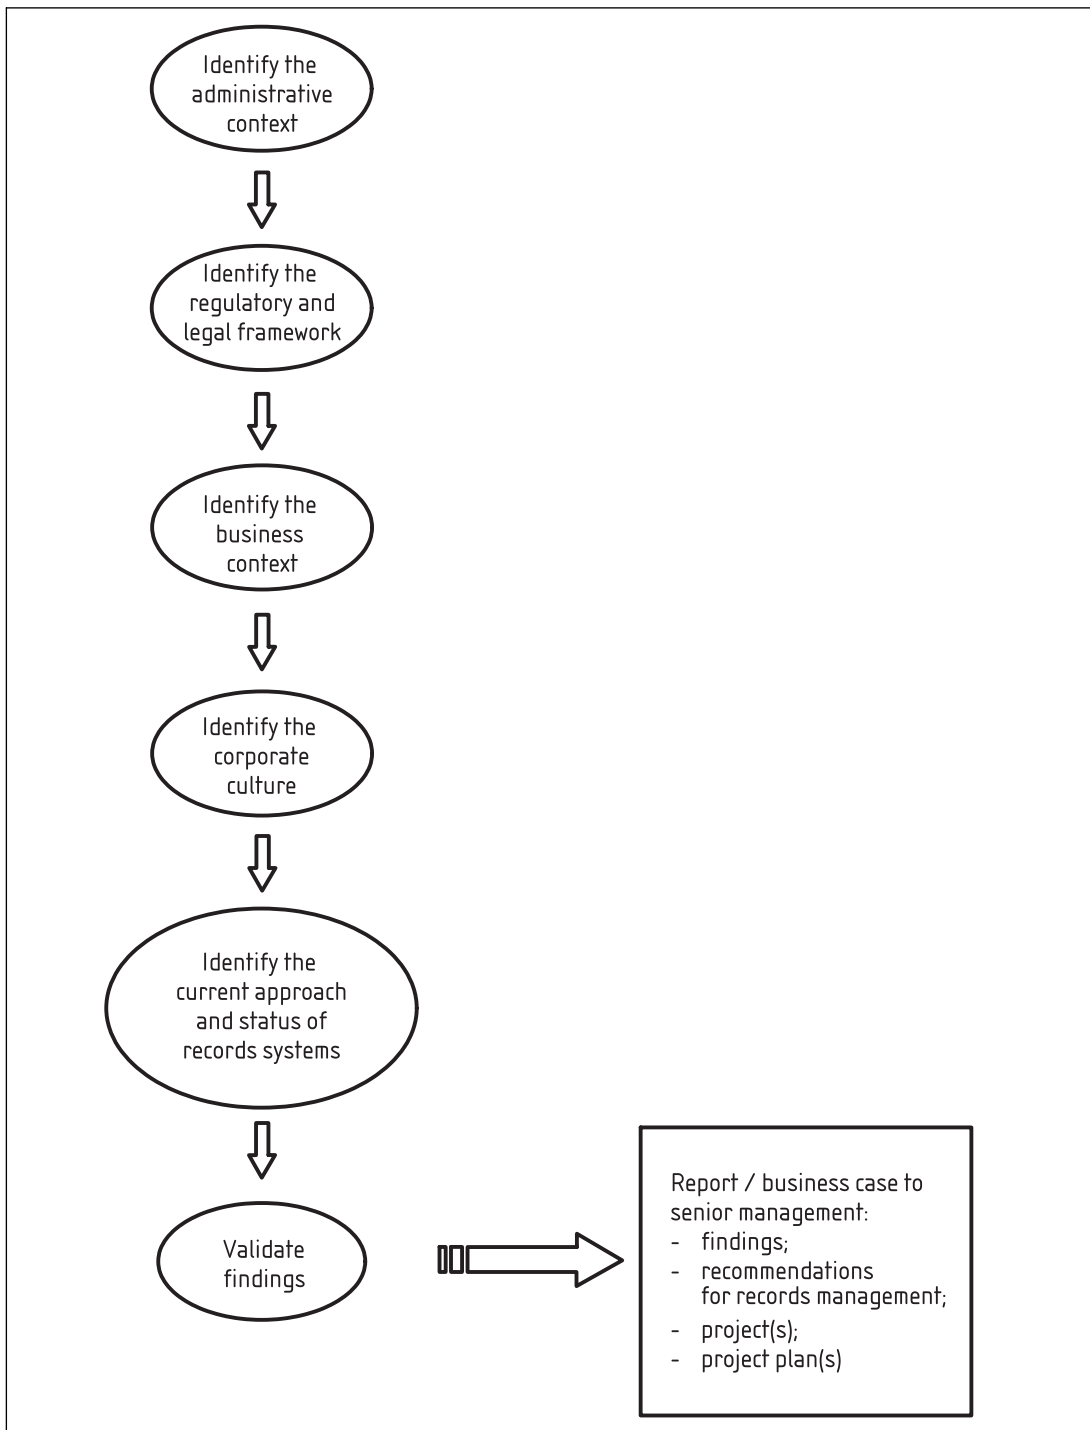 Identify the
administrative
context
Identify the
regulatory and
legal framework
Identify the
business
context
Identify the
corporate
culture
Identify the
current approach
and status of
records systems
Validate
findings
Report / business case to
senior management:
- findings;
- recommendations
for records management;
- project(s);
- project plan(s)